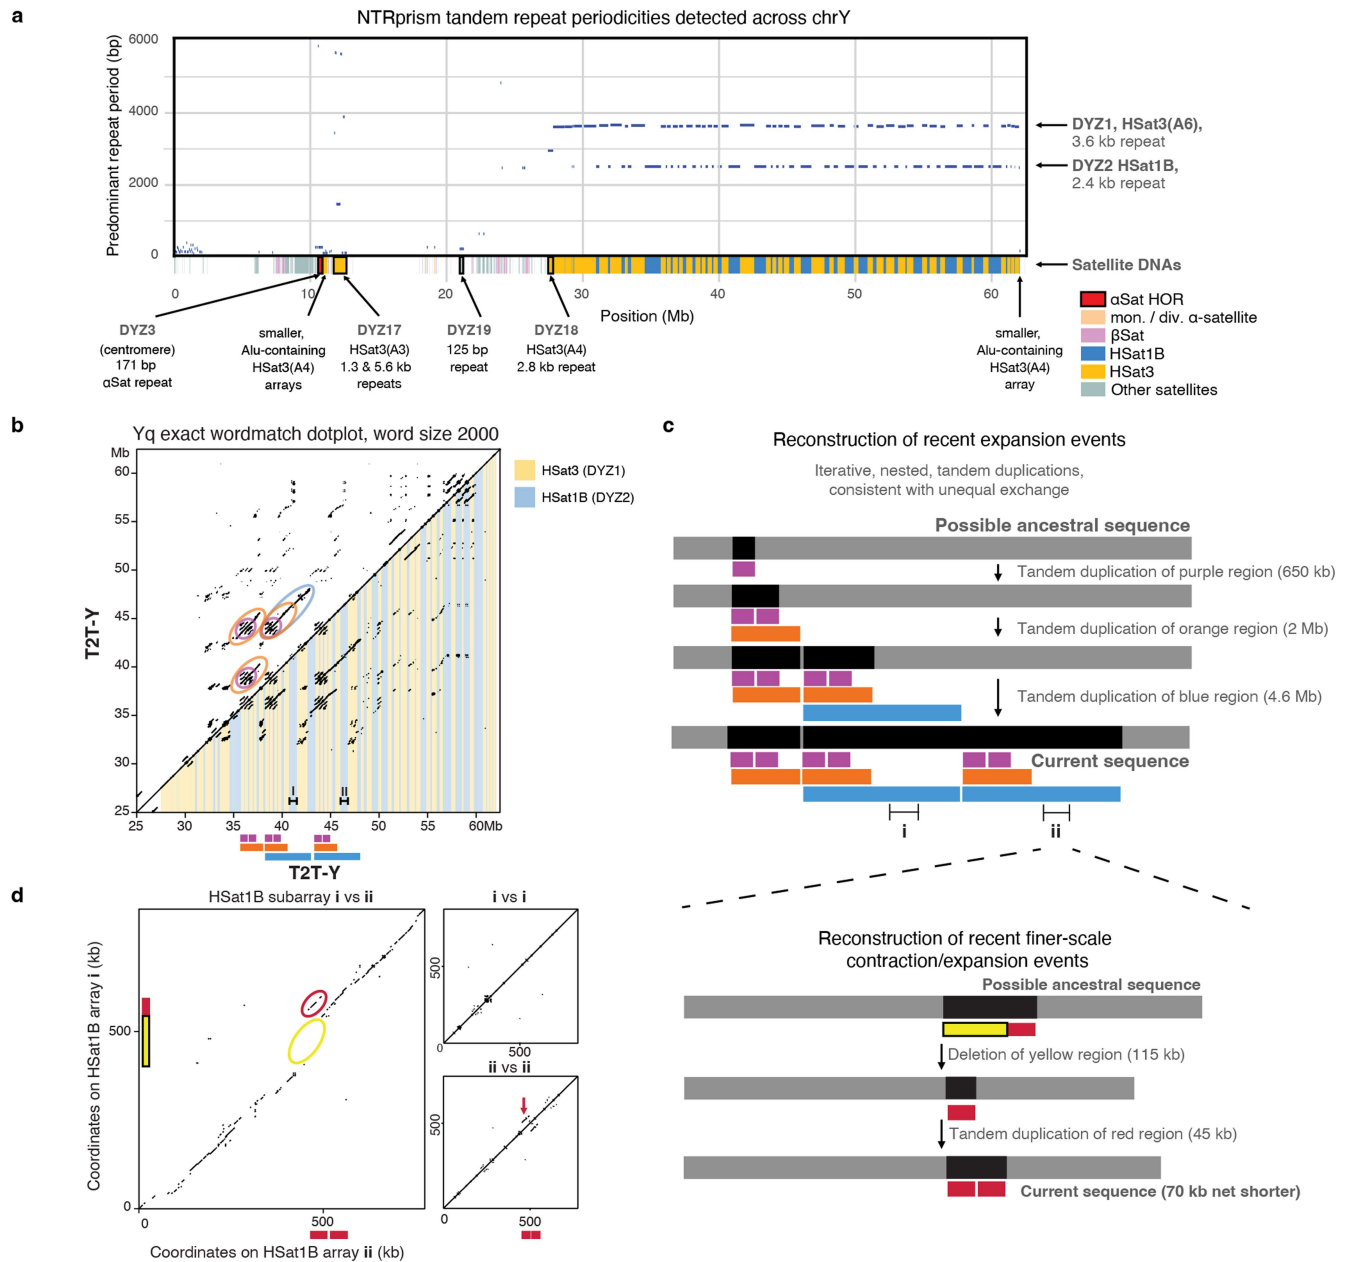 a
NTRprism tandem repeat periodicities detected across chrY
Predominant repeat period (bp)
6000
4000
2000
0
DYZ1, HSat3(A6),
3.6 kb repeat
DYZ2 HSat1B,
2.4 kb repeat
Satellite DNAs
0
10
20
30
40
50
60
Position (Mb)
DYZ3
(centromere)
171 bp
αSat repeat
smaller,
Alu-containing
HSat3(A4)
arrays
DYZ17
HSat3(A3)
1.3 & 5.6 kb
repeats
DYZ19
125 bp
repeat
DYZ18
HSat3(A4)
2.8 kb repeat
smaller,
Alu-containing
HSat3(A4)
array
αSat HOR
mon. / div. α-satellite
βSat
HSat1B
HSat3
Other satellites
b
Yq exact wordmatch dotplot, word size 2000
Mb
60
55
50
45
40
35
30
25
T2T-Y
I
II
25
30
35
40
45
50
55
60Mb
T2T-Y
HSat3 (DYZ1)
HSat1B (DYZ2)
c
Reconstruction of recent expansion events
Iterative, nested, tandem duplications,
consistent with unequal exchange
Possible ancestral sequence
Tandem duplication of purple region (650 kb)
Tandem duplication of orange region (2 Mb)
Tandem duplication of blue region (4.6 Mb)
Current sequence
i
ii
Reconstruction of recent finer-scale
contraction/expansion events
Possible ancestral sequence
Deletion of yellow region (115 kb)
Tandem duplication of red region (45 kb)
Current sequence (70 kb net shorter)
d
HSat1B subarray i vs ii
Coordinates on HSat1B array i (kb)
500
0
0
500
Coordinates on HSat1B array ii (kb)
i vs i
500
0
500
ii vs ii
500
0
500